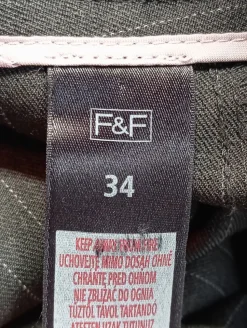 F&F
34
KEEP AWAY FROM FIRE
UCHOVEJTE MIMO DOSAH OHNĚ
CHRÁŇTE PRED OHŇOM
NIE ZBLIŻAĆ DO OGNIA
TŰZTŐL TÁVOL TARTANDÓ
ATEŞTEN UZAK TUTUNUZ